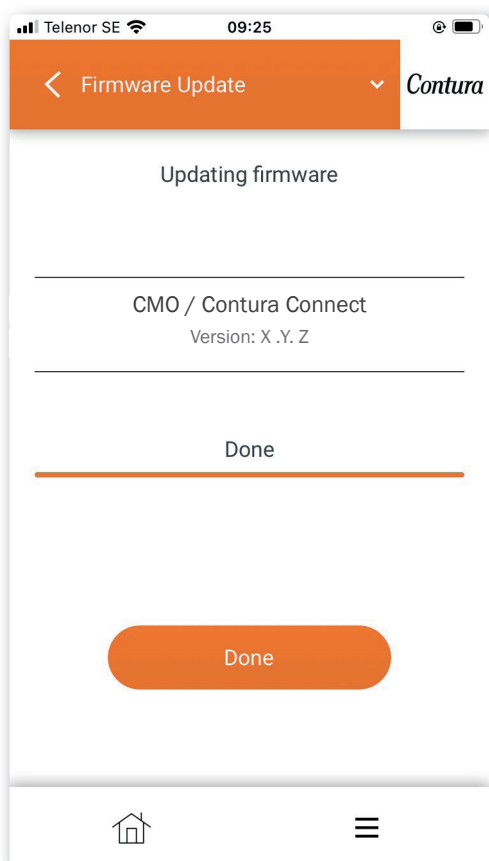 Telenor SE 09:25
Firmware Update Contura
Updating firmware
CMO / Contura Connect
Version: X .Y. Z
Done
Done